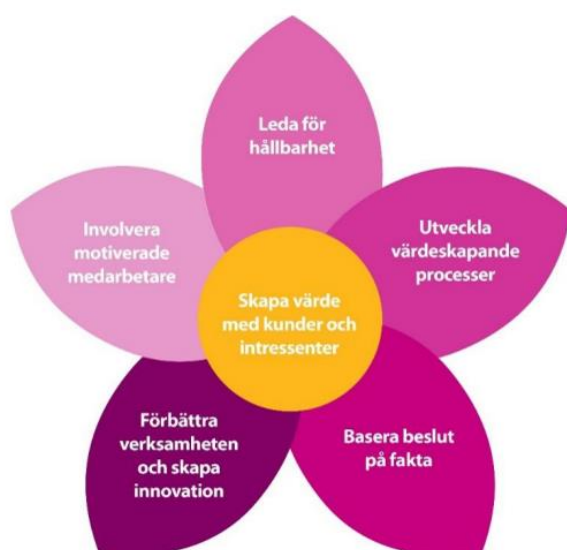 Leda för
hållbarhet
Utveckla
värdeskapande
processer
Basera beslut
på fakta
Förbättra
verksamheten
och skapa
innovation
Involvera
motiverade
medarbetare
Skapa värde
med kunder och
intressenter